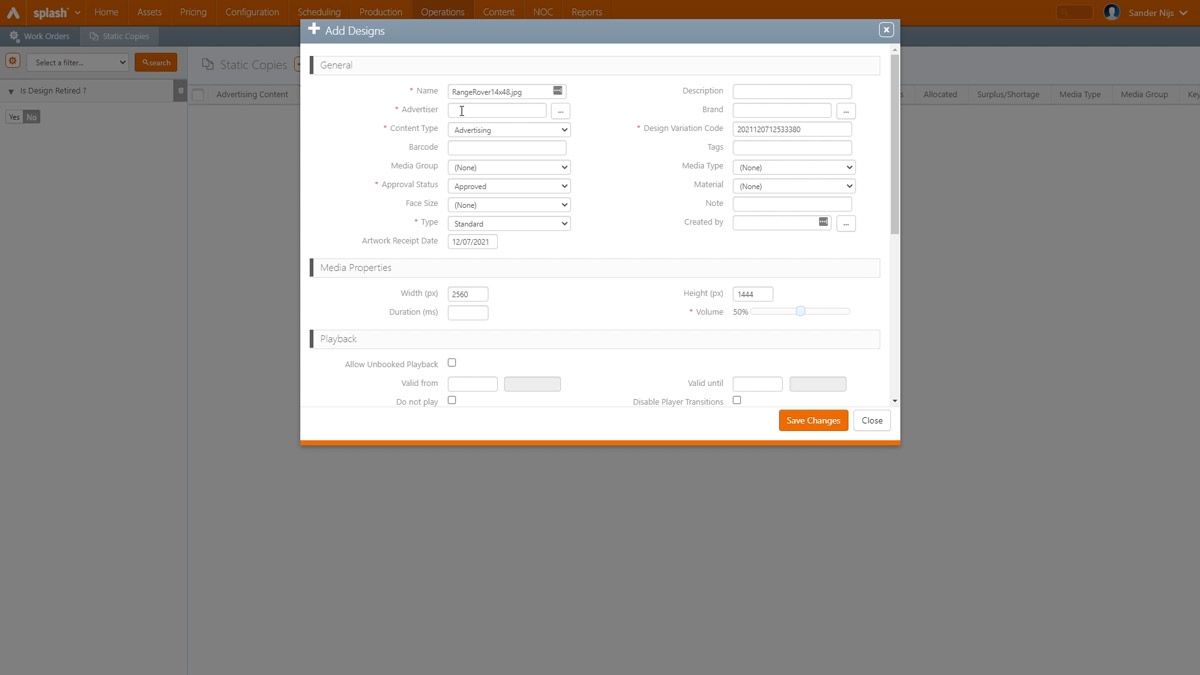 splash Home Assets Pricing Configuration Scheduling Production Operations Content NOC Reports Sander Nijs
Work Orders Static Copies
Select a filter... search Static Copies
Is Design Retired ? Advertising Content Allocated Surplus/Shortage Media Type Media Group Key
Yes No
Add Designs x
General
* Name RangeRover14x48.jpg Description
* Advertiser ... Brand ...
* Content Type Advertising * Design Variation Code 2021120712533380
Barcode Tags
Media Group (None) Media Type (None)
* Approval Status Approved Material (None)
Face Size (None) Note
* Type Standard Created by ...
Artwork Receipt Date 12/07/2021
Media Properties
Width (px) 2560 Height (px) 1444
Duration (ms) * Volume 50%
Playback
Allow Unbooked Playback
Valid from Valid until
Do not play Disable Player Transitions
Save Changes Close